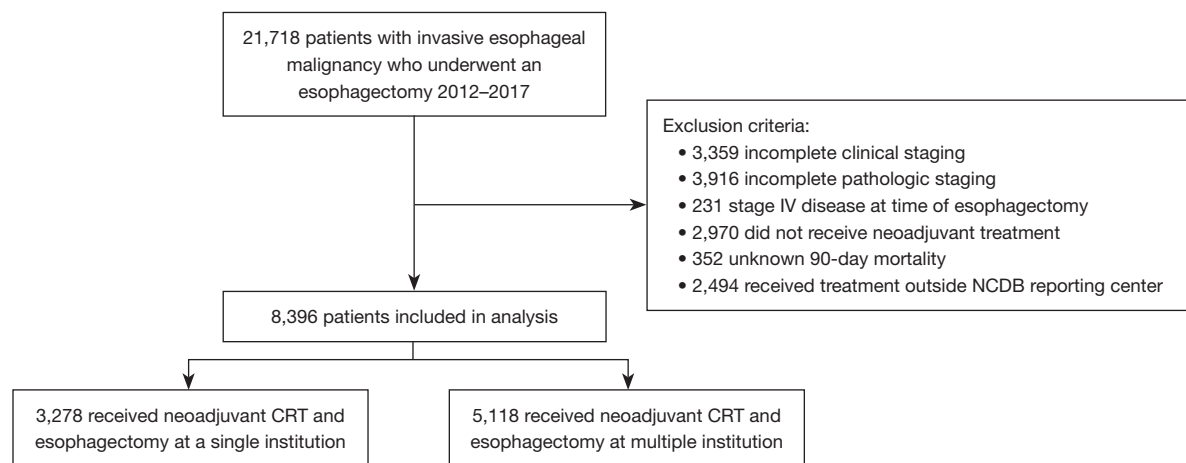 21,718 patients with invasive esophageal
malignancy who underwent an
esophagectomy 2012–2017
Exclusion criteria:
• 3,359 incomplete clinical staging
• 3,916 incomplete pathologic staging
• 231 stage IV disease at time of esophagectomy
• 2,970 did not receive neoadjuvant treatment
• 352 unknown 90-day mortality
• 2,494 received treatment outside NCDB reporting center
8,396 patients included in analysis
3,278 received neoadjuvant CRT and
esophagectomy at a single institution
5,118 received neoadjuvant CRT and
esophagectomy at multiple institution